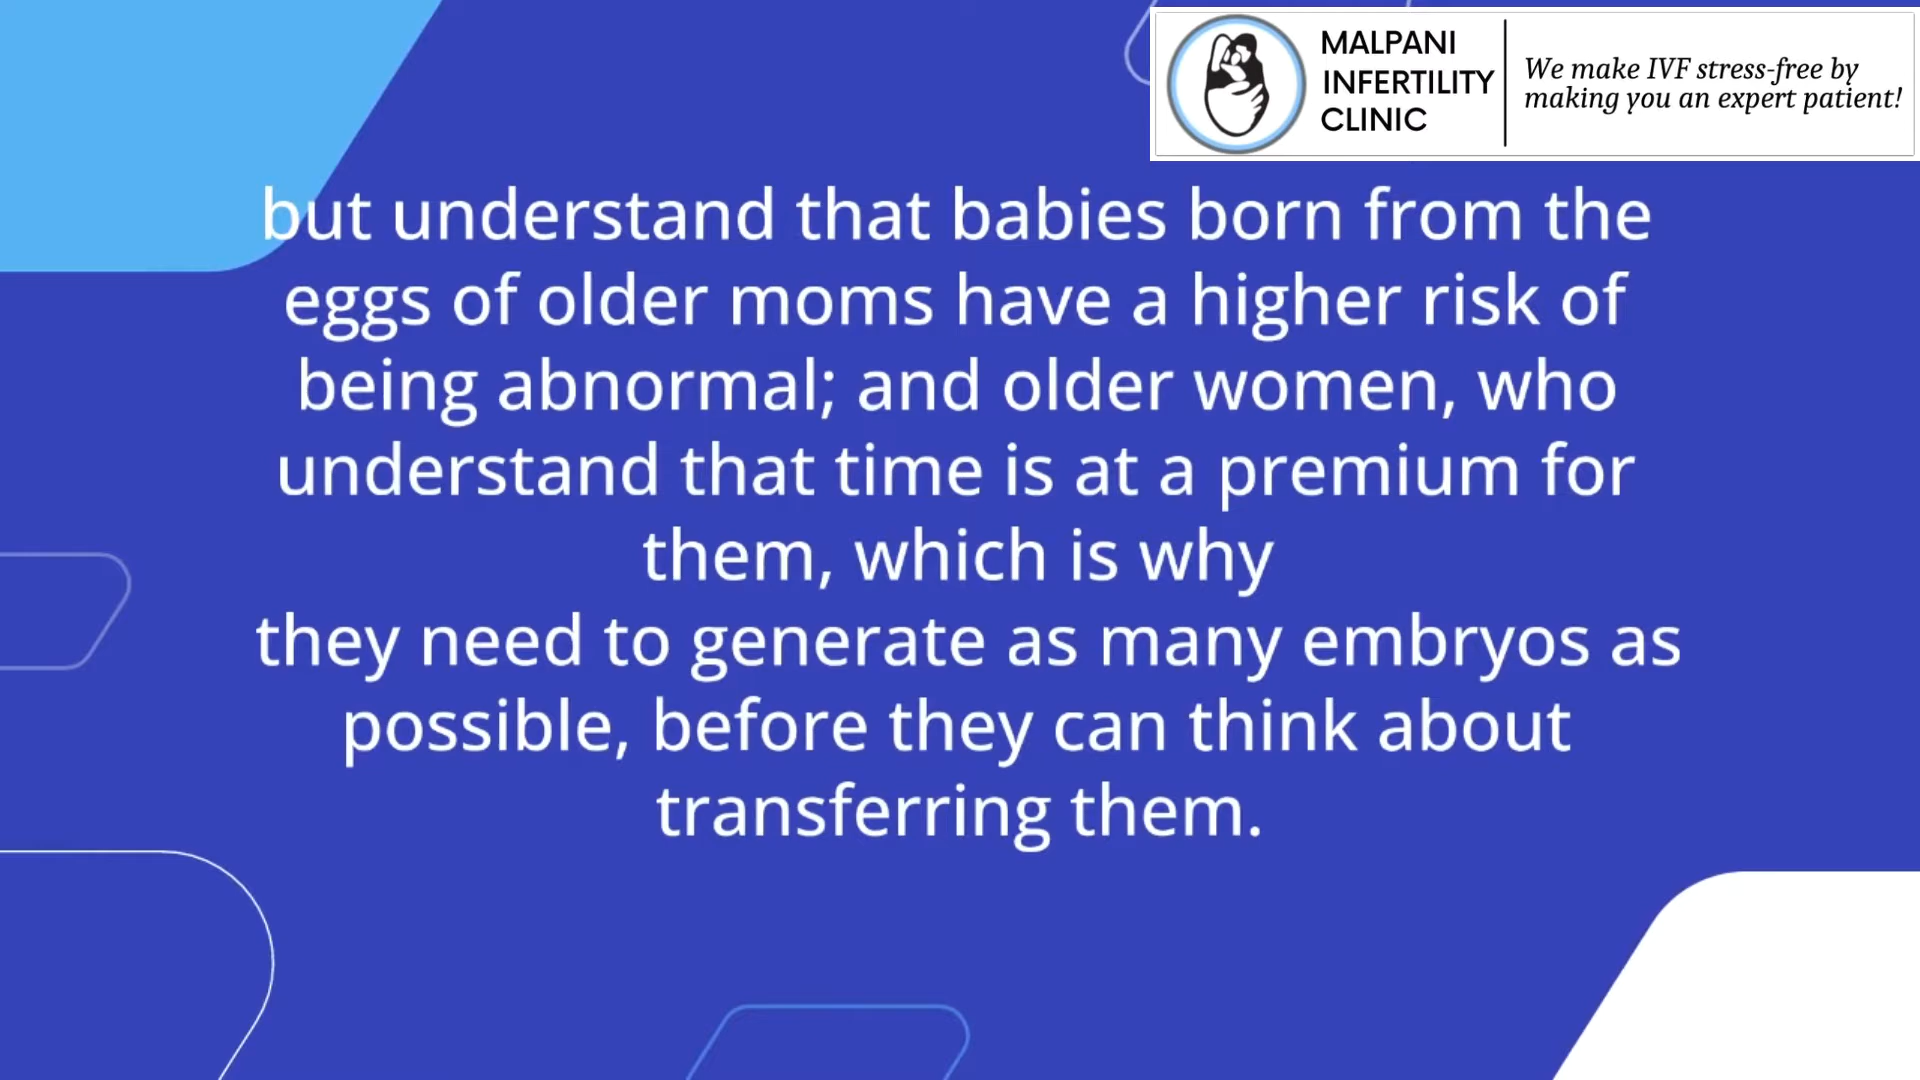 MALPANI
INFERTILITY
CLINIC
We make IVF stress-free by
making you an expert patient!
but understand that babies born from the
eggs of older moms have a higher risk of
being abnormal; and older women, who
understand that time is at a premium for
them, which is why
they need to generate as many embryos as
possible, before they can think about
transferring them.